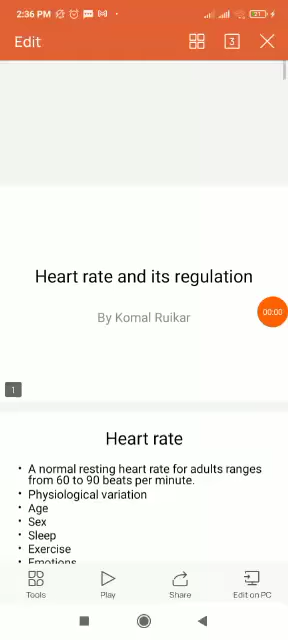 2:36 PM
21
Edit
3
Heart rate and its regulation
By Komal Ruikar
00:00
1
Heart rate
• A normal resting heart rate for adults ranges
from 60 to 90 beats per minute.
• Physiological variation
• Age
• Sex
• Sleep
• Exercise
• Emotions
Tools
Play
Share
Edit on PC